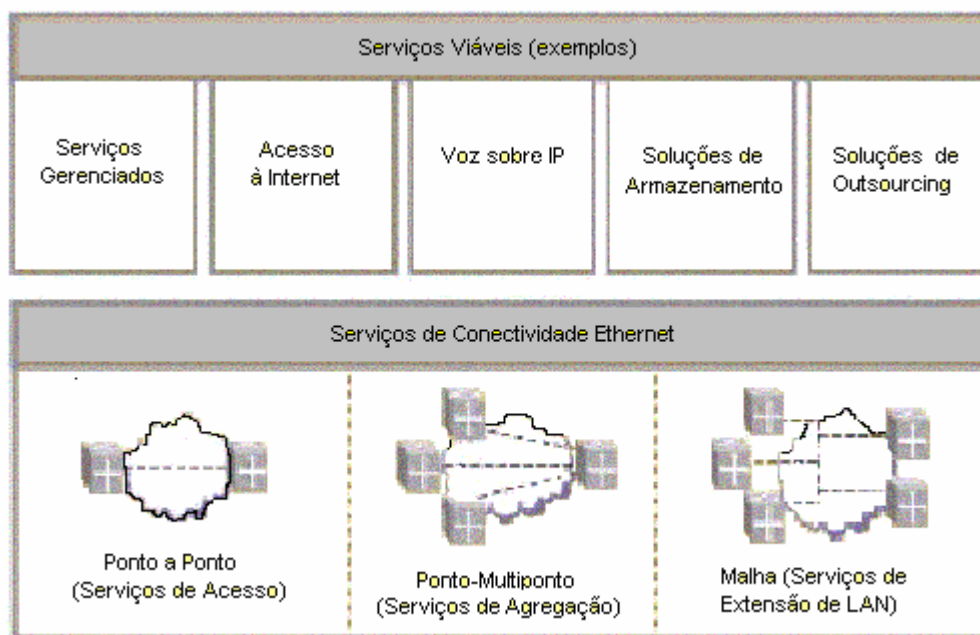 Serviços Viáveis (exemplos)
Serviços
Gerenciados
Acesso
à Internet
Voz sobre IP
Soluções de
Armazenamento
Soluções de
Outsourcing
Serviços de Conectividade Ethernet
Ponto a Ponto
(Serviços de Acesso)
Ponto-Multiponto
(Serviços de Agregação)
Malha (Serviços de
Extensão de LAN)